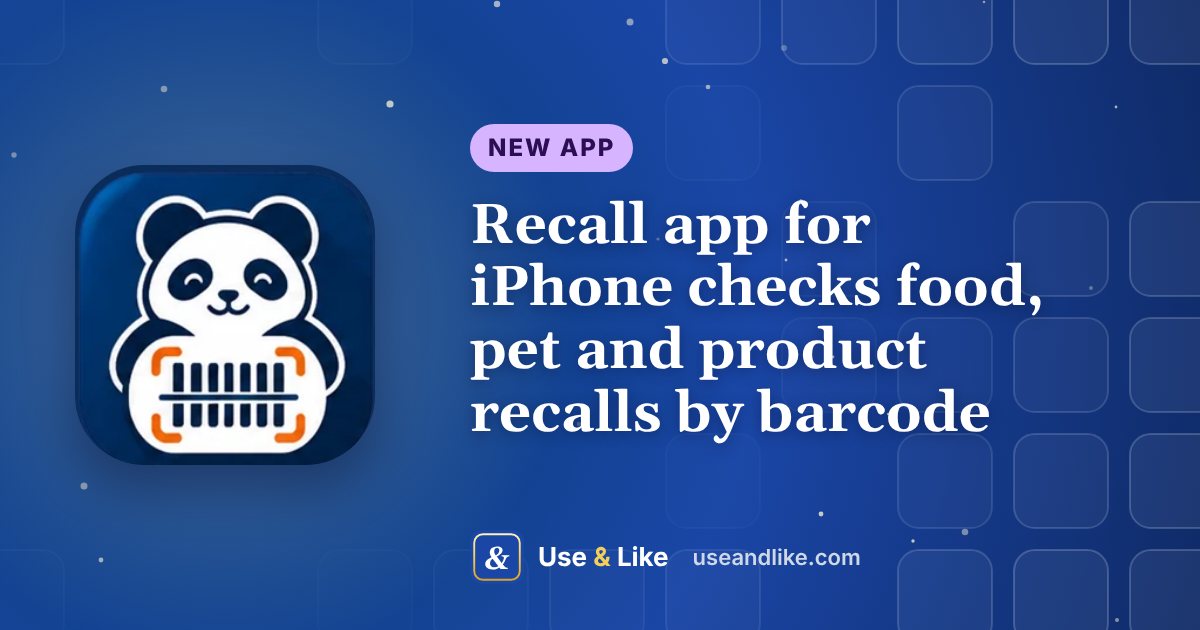 NEW APP
Recall app for
iPhone checks food,
pet and product
recalls by barcode
& Use & Like useandlike.com